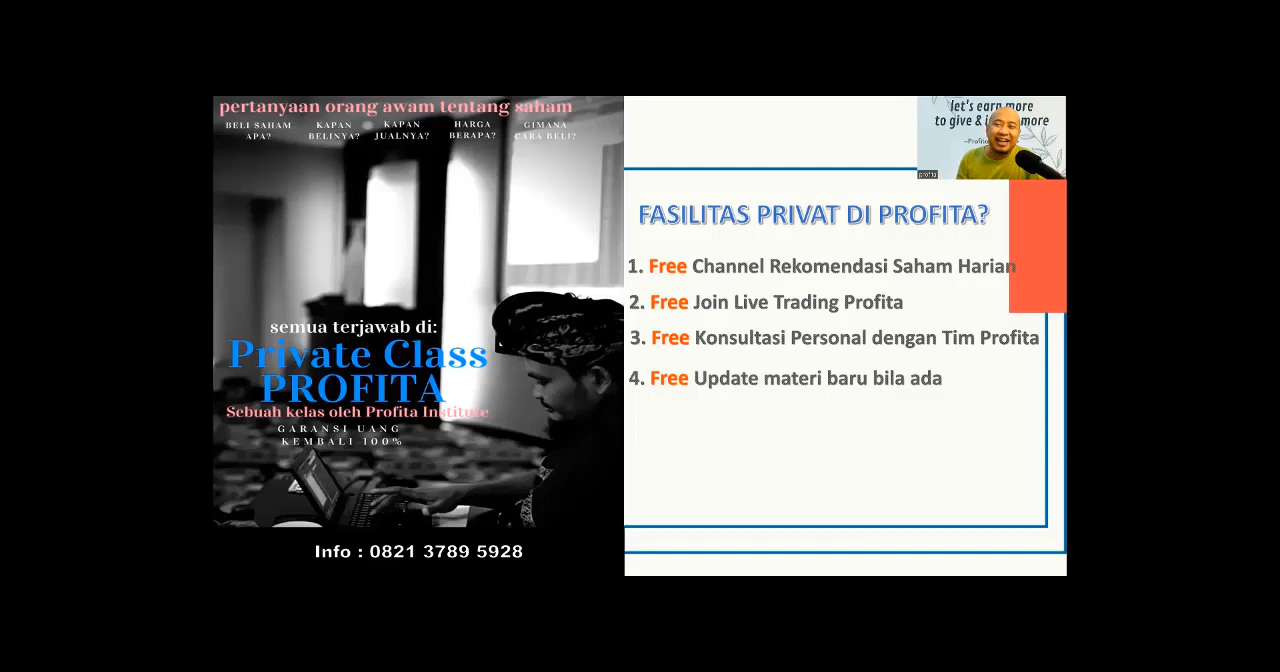 pertanyaan orang awam tentang saham
BELI SAHAM
APA?
KAPAN
BELINYA?
KAPAN
JUALNYA?
HARGA
BERAPA?
GIMANA
CARA BELI?
semua terjawab di:
Private Class
PROFITA
Sebuah kelas oleh Profita Institute
GARANSI UANG
KEMBALI 100%
Info : 0821 3789 5928
let's earn more
to give & more
profita
FASILITAS PRIVAT DI PROFITA?
1. Free Channel Rekomendasi Saham Harian
2. Free Join Live Trading Profita
3. Free Konsultasi Personal dengan Tim Profita
4. Free Update materi baru bila ada